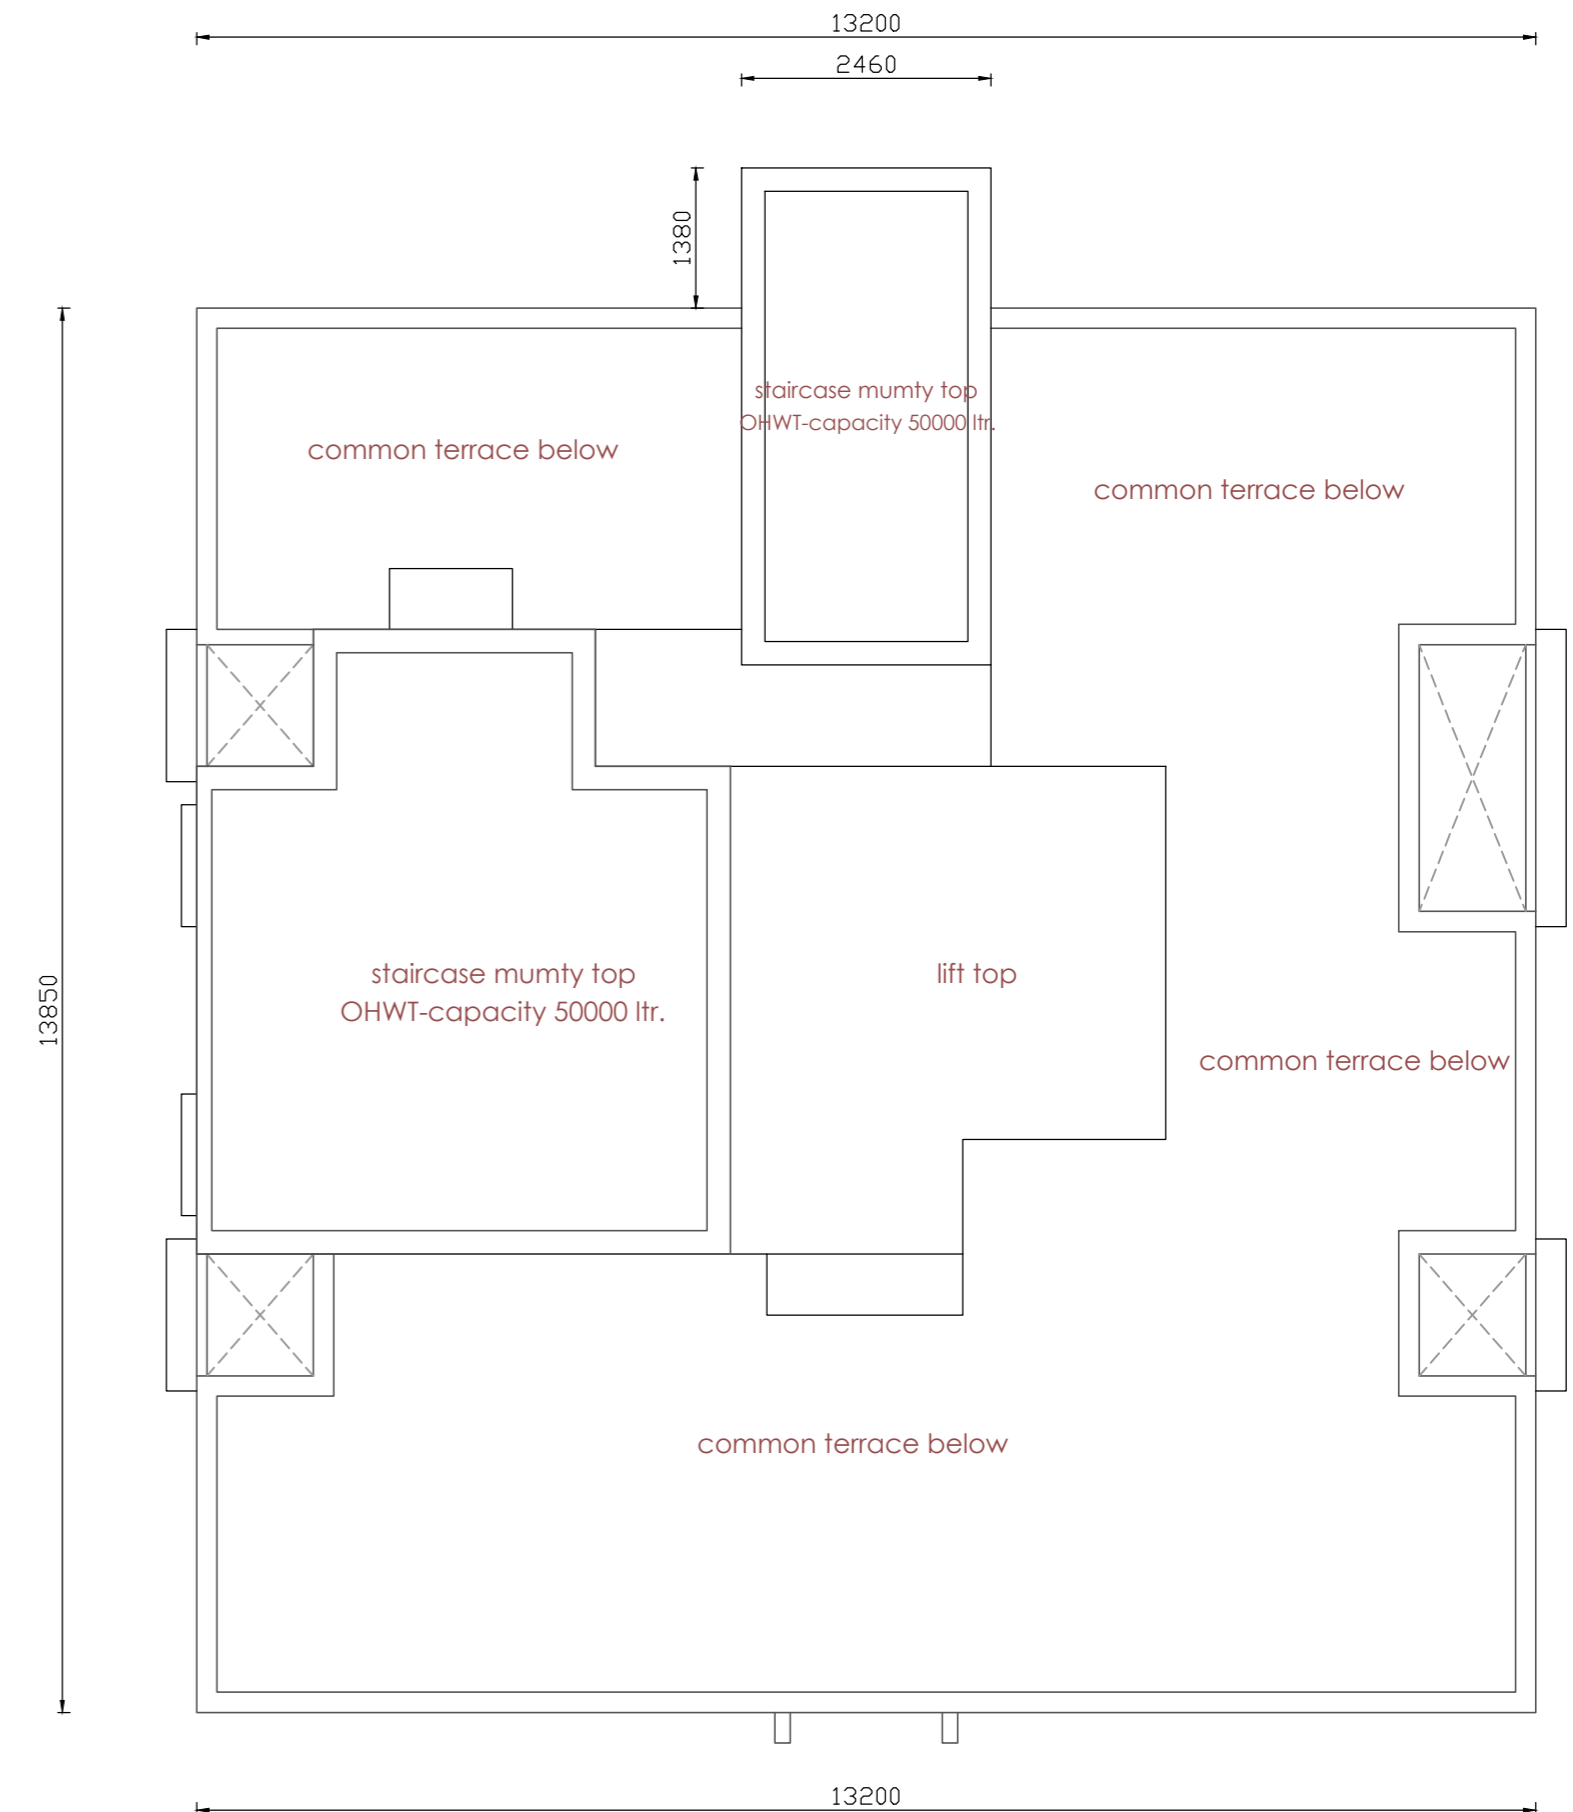 13200
2460
1380
staircase mumty top
OHWT-capacity 50000 ltr.
common terrace below
common terrace below
13850
staircase mumty top
OHWT-capacity 50000 ltr.
lift top
common terrace below
common terrace below
13200